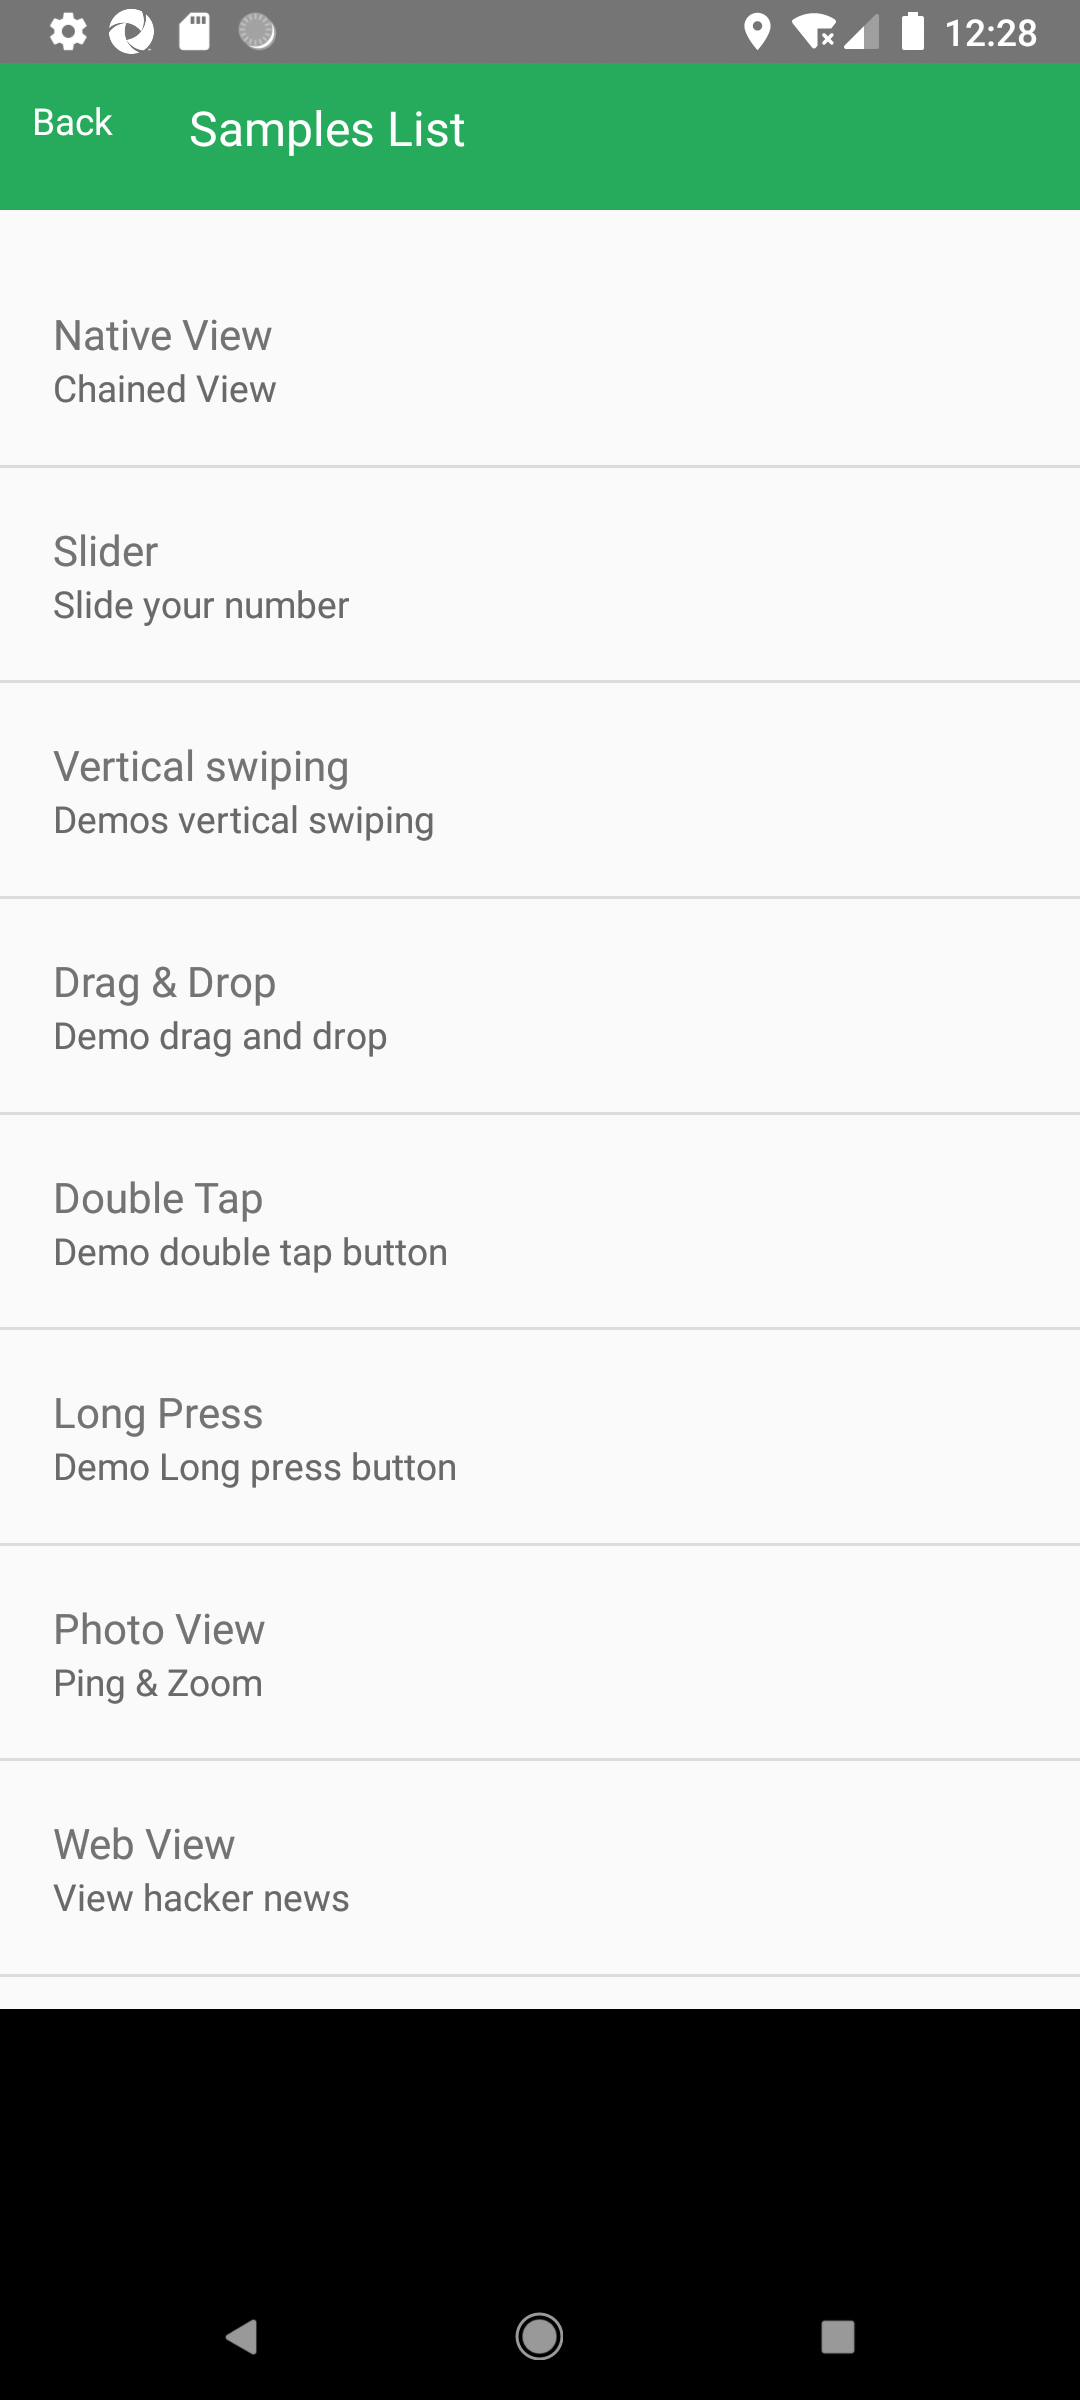 12:28
Back
Samples List
Native View
Chained View
Slider
Slide your number
Vertical swiping
Demos vertical swiping
Drag & Drop
Demo drag and drop
Double Tap
Demo double tap button
Long Press
Demo Long press button
Photo View
Ping & Zoom
Web View
View hacker news